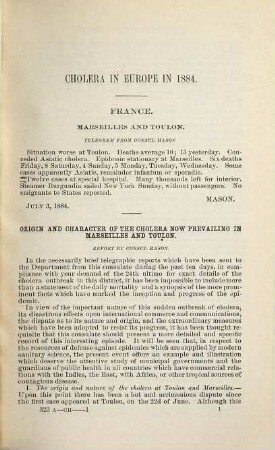 CHOLERA IN EUROPE IN 1884.
FRANCE.
MARSEILLES AND TOULON.
TELEGRAM FROM CONSUL MASON.
Situation worse at Toulon. Deaths average 10; 13 yesterday. Con-
ceded Asiatic cholera. Epidemic stationary at Marseilles. Six deaths
Friday, 8 Saturday, 4 Sunday, 5 Monday, Tuesday, Wednesday. Some
cases apparently Asiatic, remainder infantum or sporadic.
Twelve cases at special hospital. Many thousands left for interior.
Steamer Burgundia sailed New York Sunday, without passengers. No
emigrants to States reported.
MASON.
JULY 3, 1884.
ORIGIN AND CHARACTER OF THE CHOLERA NOW PREVAILING IN
MARSEILLES AND TOULON.
REPORT BY CONSUL MASON.
In the necessarily brief telegraphic reports which have been sent to
the Department from this consulate during the past ten days, in com-
pliance with your demand of the 24th ultimo for exact details of the
cholera outbreak in this district, it has been impossible to include more
than a statement of the daily mortality and a synopsis of the more prom-
inent facts which have marked the inception and progress of the epi-
demic.
In view of the important nature of this sudden outbreak of cholera,
its disastrous effects upon international commerce and communications,
the dispute as to its nature and origin, and the extraordinary measures
which have been adopted to resist its progress, it has been thought re-
quisite that this consulate should present a more detailed and specific
record of this interesting episode. It will be seen that, in respect to
the resources of defense against epidemics which are supplied by modern
sanitary science, the present event offers an example and illustration
which deserve the attentive study of municipal governments and the
guardians of public health in all countries which have commercial rela-
tions with the Indies, the East, with Africa, or other tropical sources of
contagious disease.
I. The origin and nature of the cholera at Toulon and Marseilles.—
Upon this point there has been a hot and acrimonious dispute since
the first case appeared at Toulon, on the 22d of June. Although this
323 A—CH——1 1